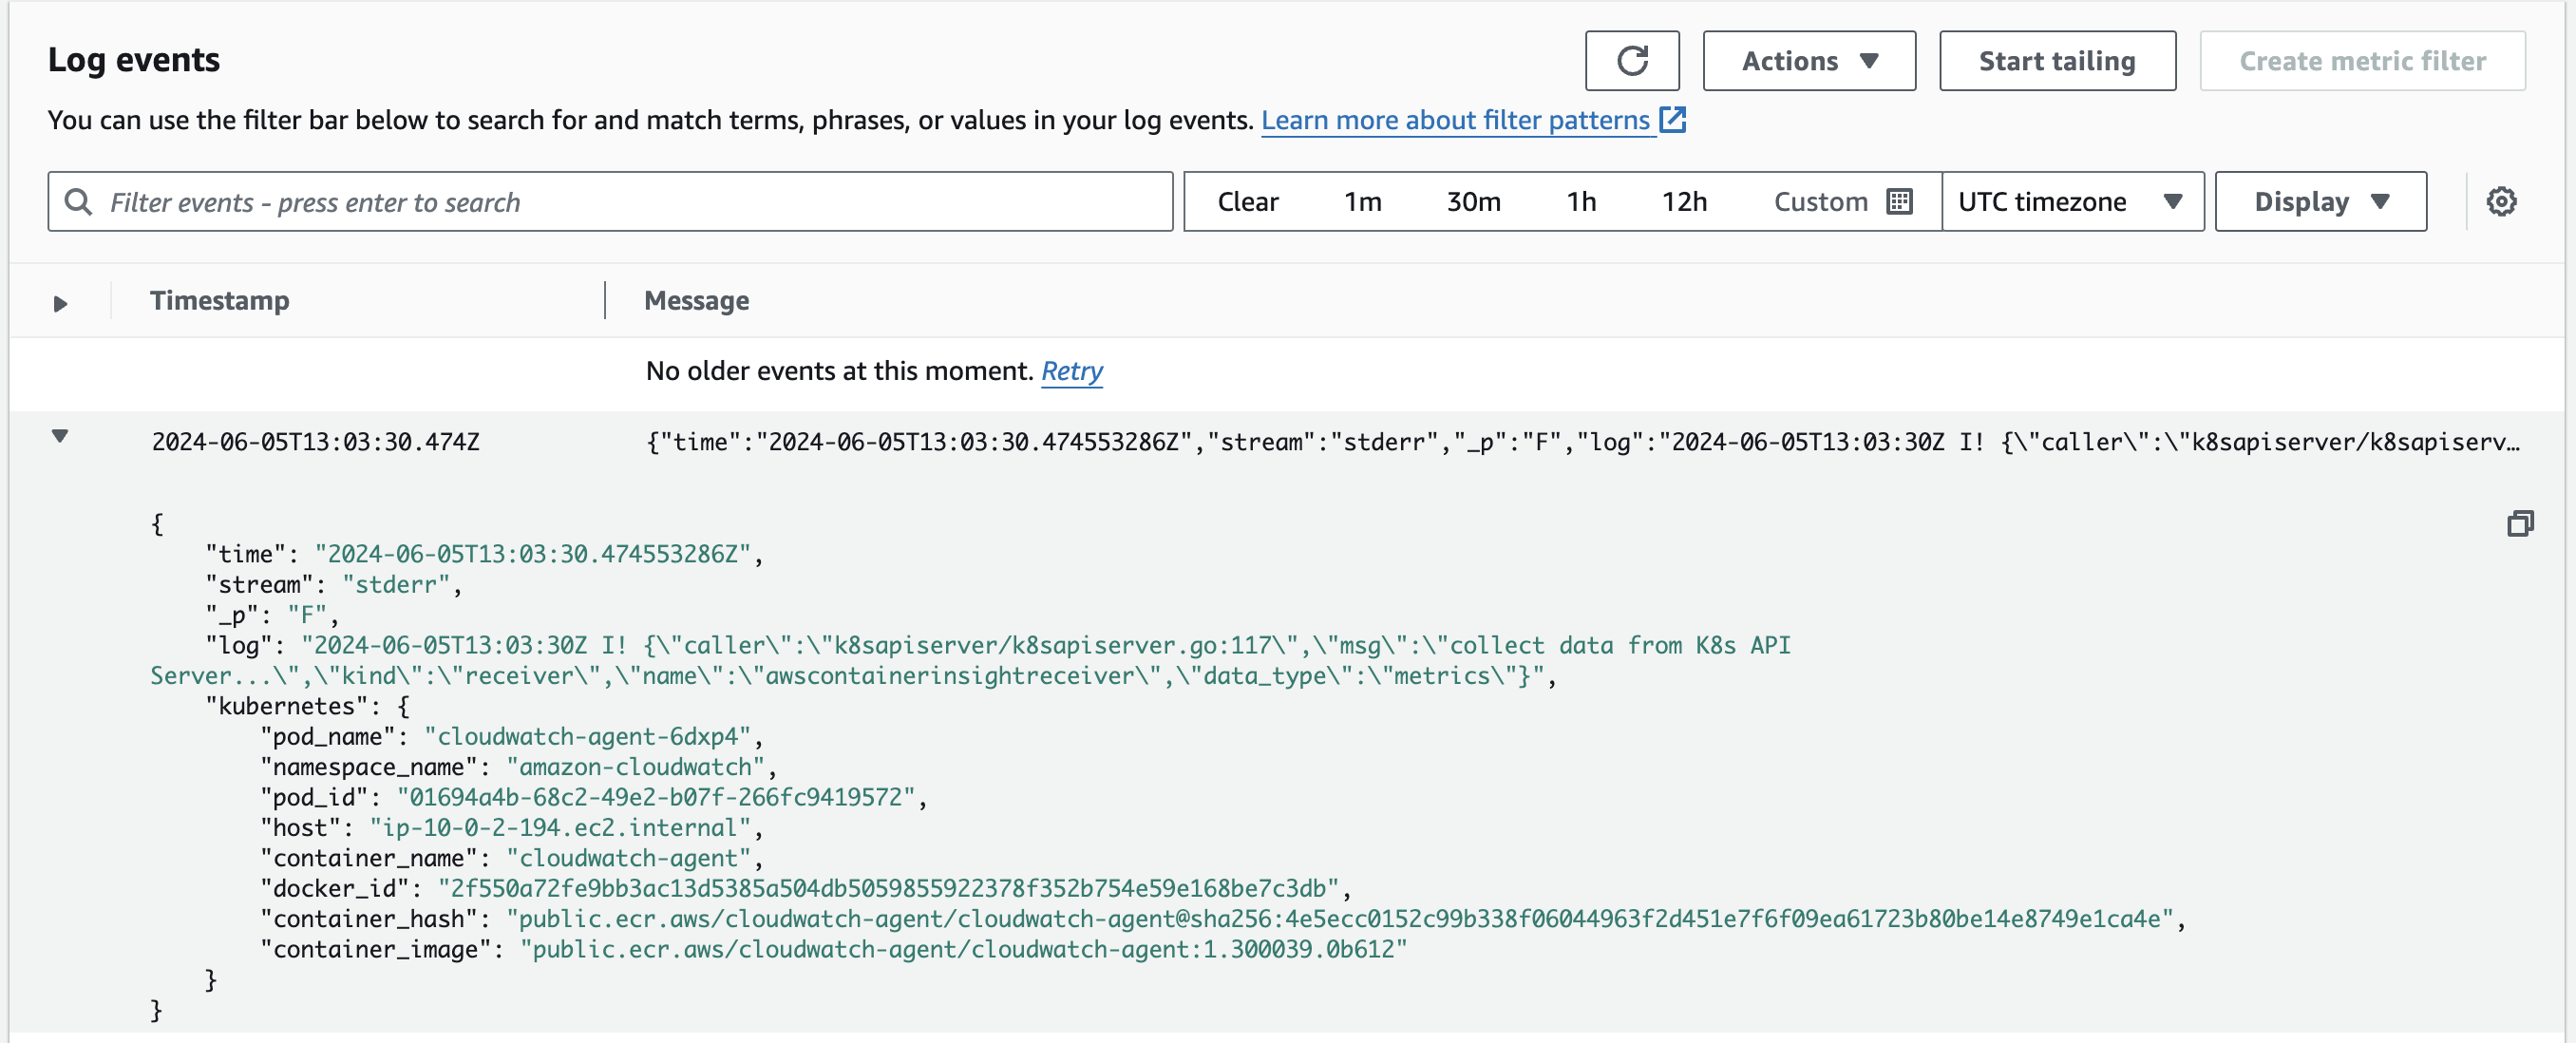 Log events
Actions
Start tailing
Create metric filter
You can use the filter bar below to search for and match terms, phrases, or values in your log events. Learn more about filter patterns
Filter events - press enter to search
Clear 1m 30m 1h 12h Custom
UTC timezone
Display
Timestamp Message
No older events at this moment. Retry
2024-06-05T13:03:30.474Z {"time":"2024-06-05T13:03:30.474553286Z","stream":"stderr","_p":"F","log":"2024-06-05T13:03:30Z I! {\"caller\":\"k8sapiserver/k8sapiserv…
{
"time": "2024-06-05T13:03:30.474553286Z",
"stream": "stderr",
"_p": "F",
"log": "2024-06-05T13:03:30Z I! {\"caller\":\"k8sapiserver/k8sapiserver.go:117\",\"msg\":\"collect data from K8s API
Server...\",\"kind\":\"receiver\",\"name\":\"awscontainerinsightreceiver\",\"data_type\":\"metrics\"}",
"kubernetes": {
"pod_name": "cloudwatch-agent-6dxp4",
"namespace_name": "amazon-cloudwatch",
"pod_id": "01694a4b-68c2-49e2-b07f-266fc9419572",
"host": "ip-10-0-2-194.ec2.internal",
"container_name": "cloudwatch-agent",
"docker_id": "2f550a72fe9bb3ac13d5385a504db5059855922378f352b754e59e168be7c3db",
"container_hash": "public.ecr.aws/cloudwatch-agent/cloudwatch-agent@sha256:4e5ecc0152c99b338f06044963f2d451e7f6f09ea61723b80be14e8749e1ca4e",
"container_image": "public.ecr.aws/cloudwatch-agent/cloudwatch-agent:1.300039.0b612"
}
}